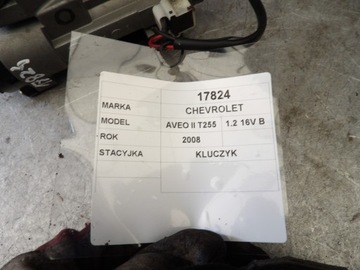 17824
MARKA CHEVROLET
MODEL AVEO II T255 1.2 16V B
ROK 2008
STACYJKA KLUCZYK